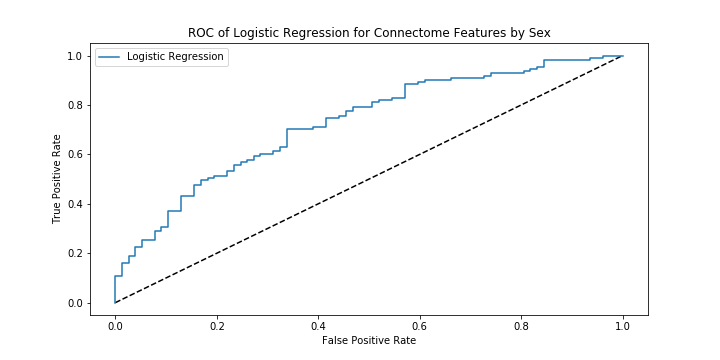 ROC of Logistic Regression for Connectome Features by Sex
Logistic Regression
True Positive Rate
1.0
0.8
0.6
0.4
0.2
0.0
0.0 0.2 0.4 0.6 0.8 1.0
False Positive Rate